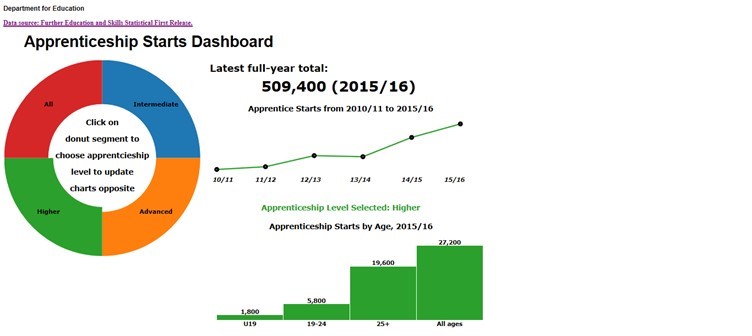 Department for Education
Data source: Further Education and Skills Statistical First Release.
Apprenticeship Starts Dashboard
All
Intermediate
Click on
donut segment to
choose apprentcieship
level to update
charts opposite
Higher
Advanced
Latest full-year total:
509,400 (2015/16)
Apprentice Starts from 2010/11 to 2015/16
10/11 11/12 12/13 13/14 14/15 15/16
Apprenticeship Level Selected: Higher
Apprenticeship Starts by Age, 2015/16
1,800 5,800 19,600 27,200
U19 19-24 25+ All ages